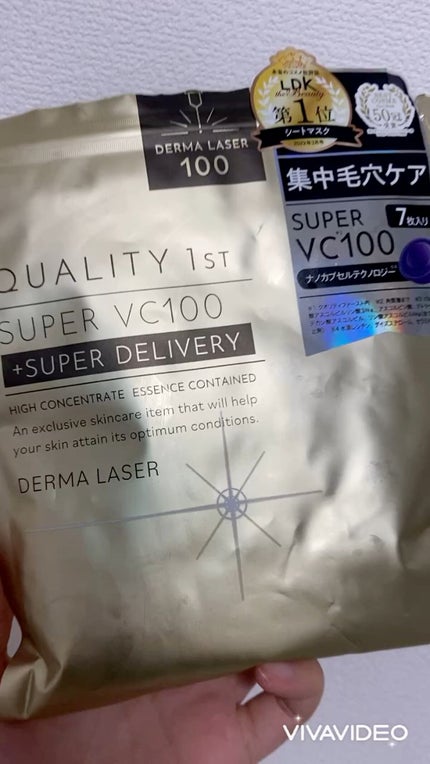 DERMA LASER
100
LDK
the Beauty
第1位
シートマスク
集中毛穴ケア
SUPER
7枚入り
VC100
ナノカプセルテクノロジー
QUALITY 1ST
SUPER VC100
+SUPER DELIVERY
HIGH CONCENTRATE ESSENCE CONTAINED
An exclusive skincare item that will help
your skin attain its optimum conditions.
DERMA LASER
VIVAVIDEO